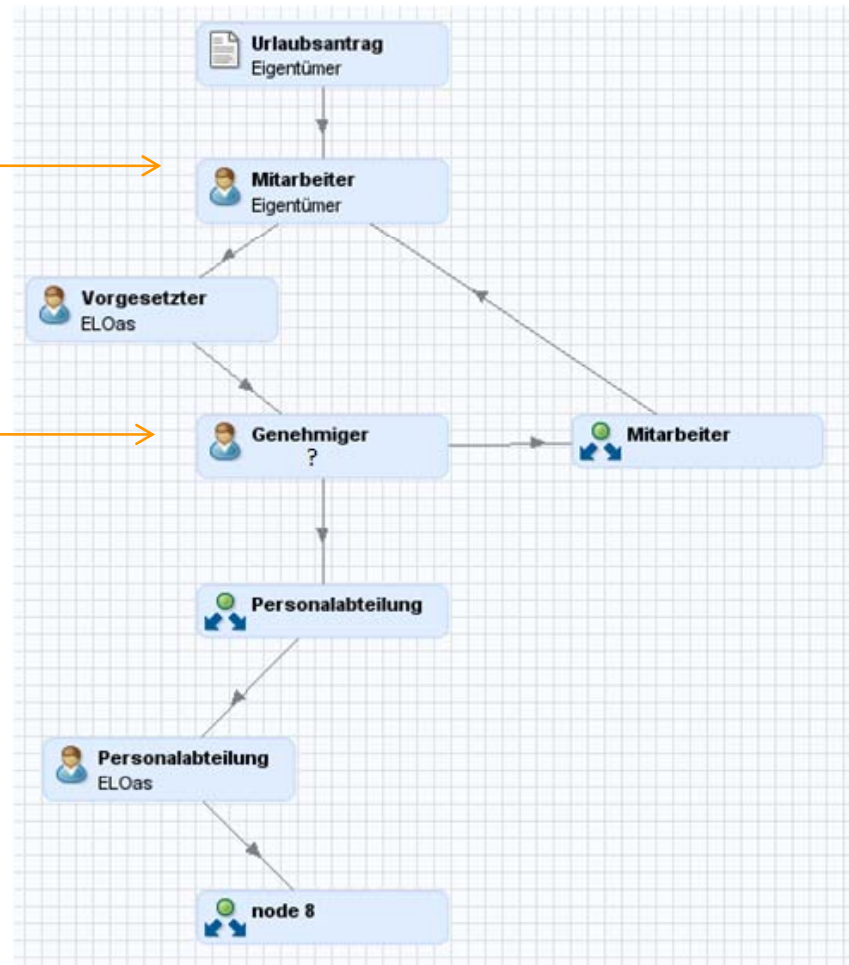 Urlaubsantrag
Eigentümer
Mitarbeiter
Eigentümer
Vorgesetzter
ELOas
Genehmiger
?
Mitarbeiter
Personalabteilung
Personalabteilung
ELOas
node 8